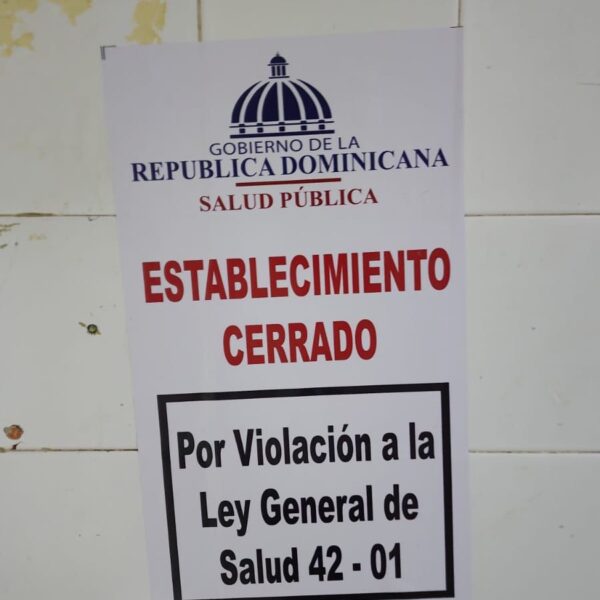 GOBIERNO DE LA
REPUBLICA DOMINICANA
SALUD PÚBLICA
ESTABLECIMIENTO
CERRADO
Por Violación a la
Ley General de
Salud 42 - 01